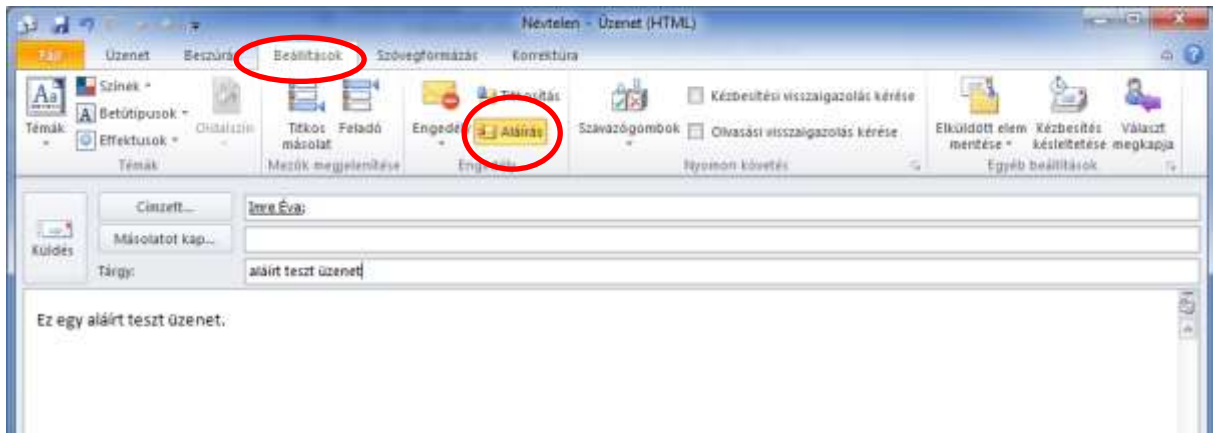 Névtelen - Üzenet (HTML)
Fájl Üzenet Beszúrás Beállítások Szövegformázás Korrektúra
Témák
Színek
Betűtípusok
Effektusok
Oldalszín
Témák
Titkos másolat
Feladó
Mezők megjelenítése
Engedély
Titkosítás
Aláírás
Engedély
Szavazógombok
Kézbesítési visszaigazolás kérése
Olvasási visszaigazolás kérése
Nyomon követés
Elküldött elem mentése
Kézbesítés késleltetése
Választ megkapja
Egyéb beállítások
Küldés
Címzett... Imre Éva;
Másolatot kap...
Tárgy: aláírt teszt üzenet
Ez egy aláírt teszt üzenet.